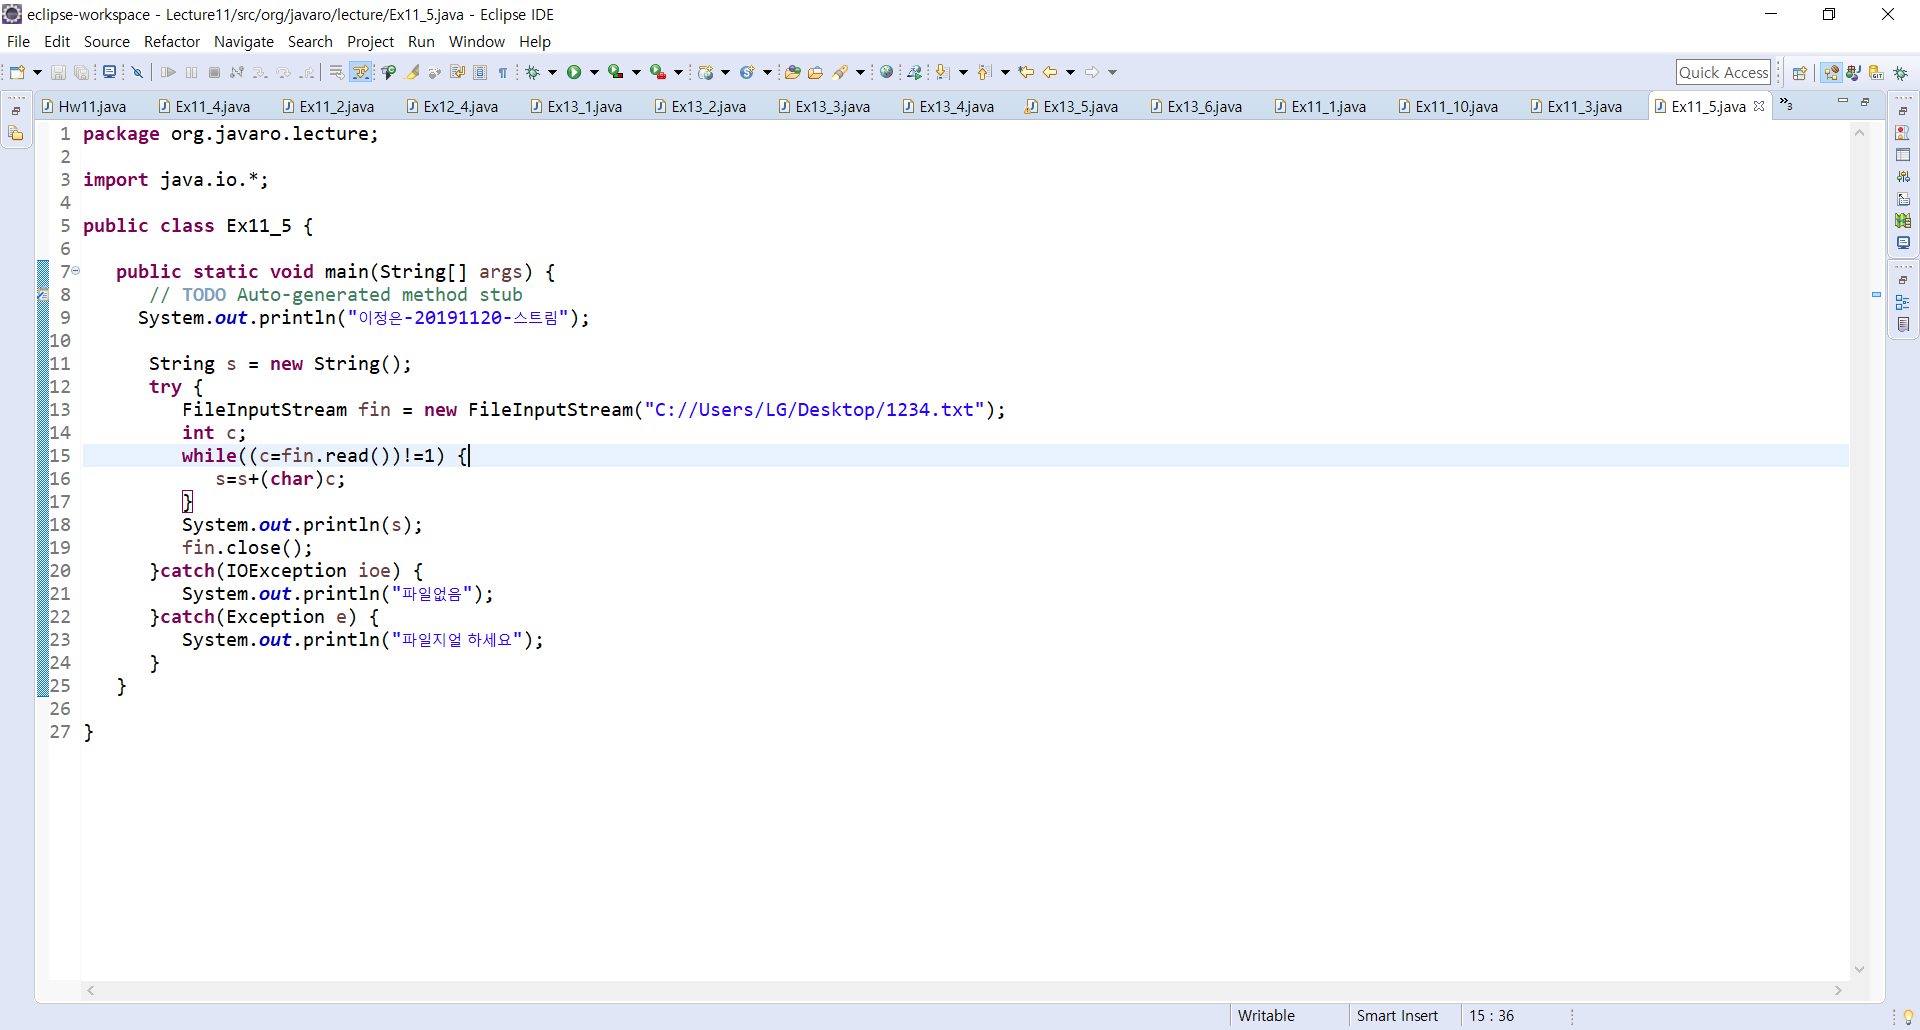 eclipse-workspace - Lecture11/src/org/javaro/lecture/Ex11_5.java - Eclipse IDE
File Edit Source Refactor Navigate Search Project Run Window Help
Quick Access
Hw11.java Ex11_4.java Ex11_2.java Ex12_4.java Ex13_1.java Ex13_2.java Ex13_3.java Ex13_4.java Ex13_5.java Ex13_6.java Ex11_1.java Ex11_10.java Ex11_3.java Ex11_5.java »3
1 package org.javaro.lecture;
2
3 import java.io.*;
4
5 public class Ex11_5 {
6
7 public static void main(String[] args) {
8 // TODO Auto-generated method stub
9 System.out.println("이정은-20191120-스트림");
10
11 String s = new String();
12 try {
13 FileInputStream fin = new FileInputStream("C://Users/LG/Desktop/1234.txt");
14 int c;
15 while((c=fin.read())!=1) {
16 s=s+(char)c;
17 }
18 System.out.println(s);
19 fin.close();
20 }catch(IOException ioe) {
21 System.out.println("파일없음");
22 }catch(Exception e) {
23 System.out.println("파일지얼 하세요");
24 }
25 }
26
27 }
Writable Smart Insert 15 : 36